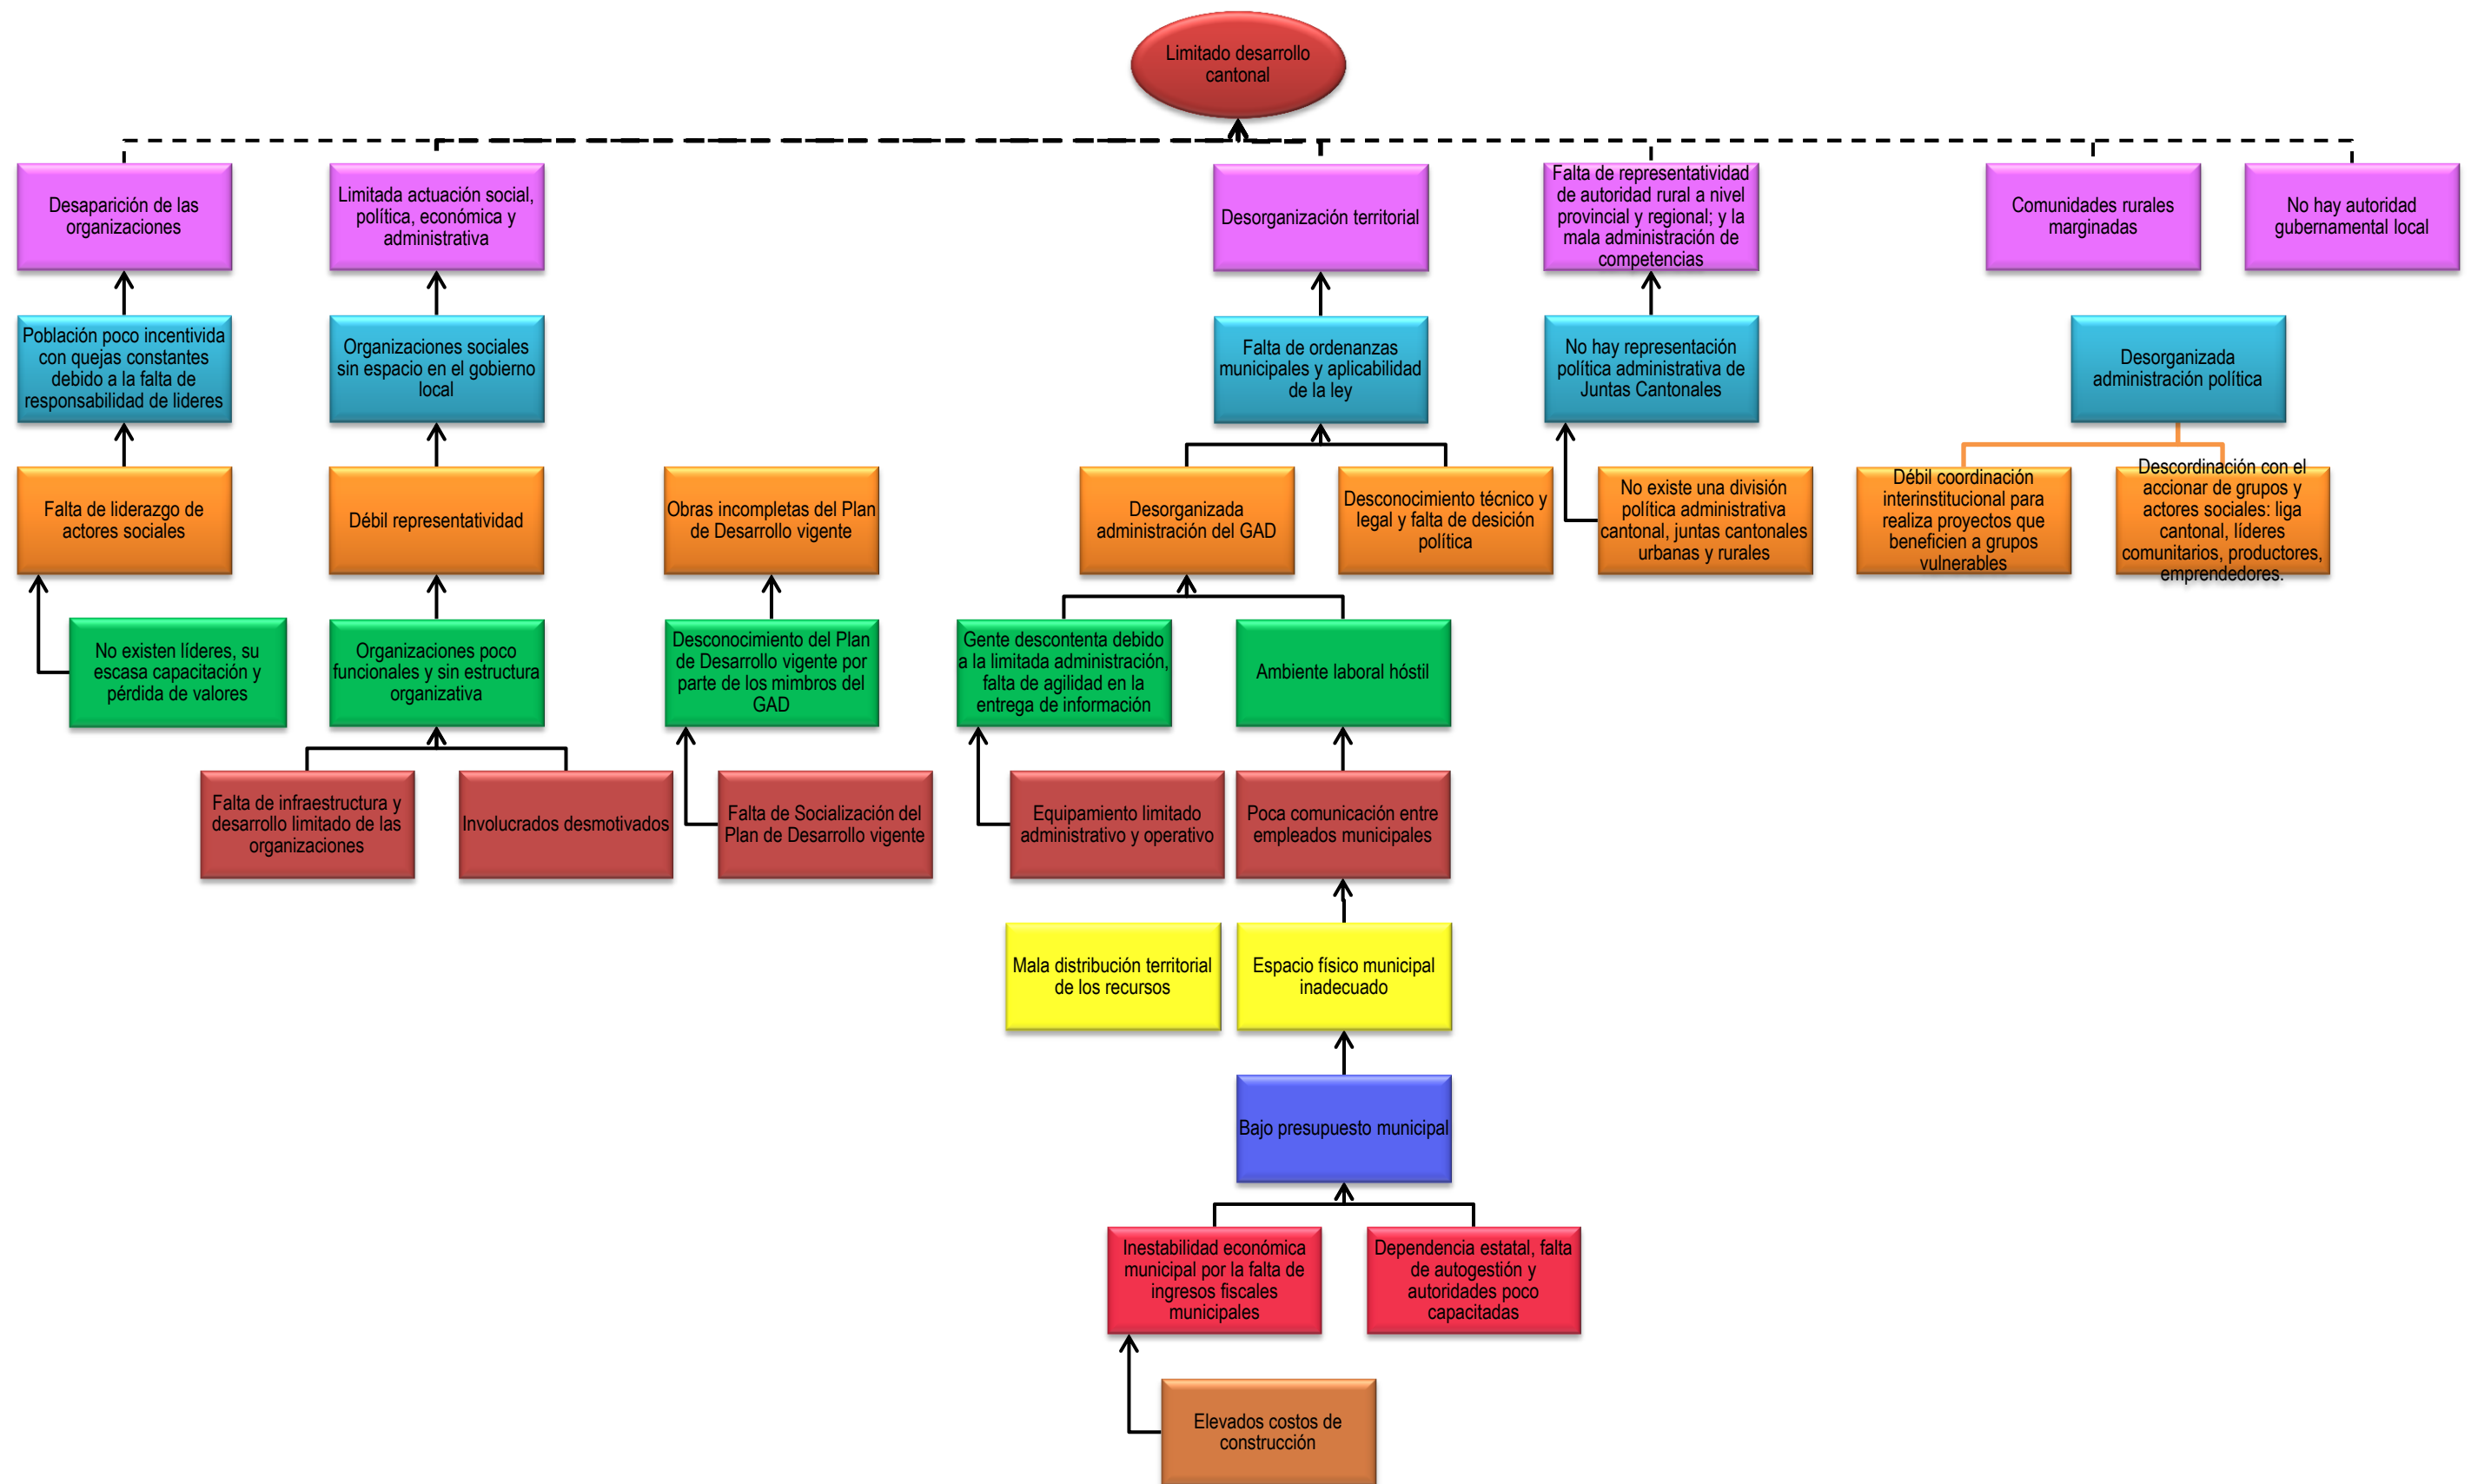 Limitado desarrollo
cantonal
Desaparición de las
organizaciones
Limitada actuación social,
política, económica y
administrativa
Desorganización territorial
Falta de representatividad
de autoridad rural a nivel
provincial y regional; y la
mala administración de
competencias
Comunidades rurales
marginadas
No hay autoridad
gubernamental local
Población poco incentivida
con quejas constantes
debido a la falta de
responsabilidad de lideres
Organizaciones sociales
sin espacio en el gobierno
local
Falta de ordenanzas
municipales y aplicabilidad
de la ley
No hay representación
política administrativa de
Juntas Cantonales
Desorganizada
administración política
Falta de liderazgo de
actores sociales
Débil representatividad
Obras incompletas del Plan
de Desarrollo vigente
Desorganizada
administración del GAD
Desconocimiento técnico y
legal y falta de desición
política
No existe una división
política administrativa
cantonal, juntas cantonales
urbanas y rurales
Débil coordinación
interinstitucional para
realiza proyectos que
beneficien a grupos
vulnerables
Descordinación con el
accionar de grupos y
actores sociales: liga
cantonal, líderes
comunitarios, productores,
emprendedores.
No existen líderes, su
escasa capacitación y
pérdida de valores
Organizaciones poco
funcionales y sin estructura
organizativa
Desconocimiento del Plan
de Desarrollo vigente por
parte de los mimbros del
GAD
Gente descontenta debido
a la limitada administración,
falta de agilidad en la
entrega de información
Ambiente laboral hóstil
Falta de infraestructura y
desarrollo limitado de las
organizaciones
Involucrados desmotivados
Falta de Socialización del
Plan de Desarrollo vigente
Equipamiento limitado
administrativo y operativo
Poca comunicación entre
empleados municipales
Mala distribución territorial
de los recursos
Espacio físico municipal
inadecuado
Bajo presupuesto municipal
Inestabilidad económica
municipal por la falta de
ingresos fiscales
municipales
Dependencia estatal, falta
de autogestión y
autoridades poco
capacitadas
Elevados costos de
construcción